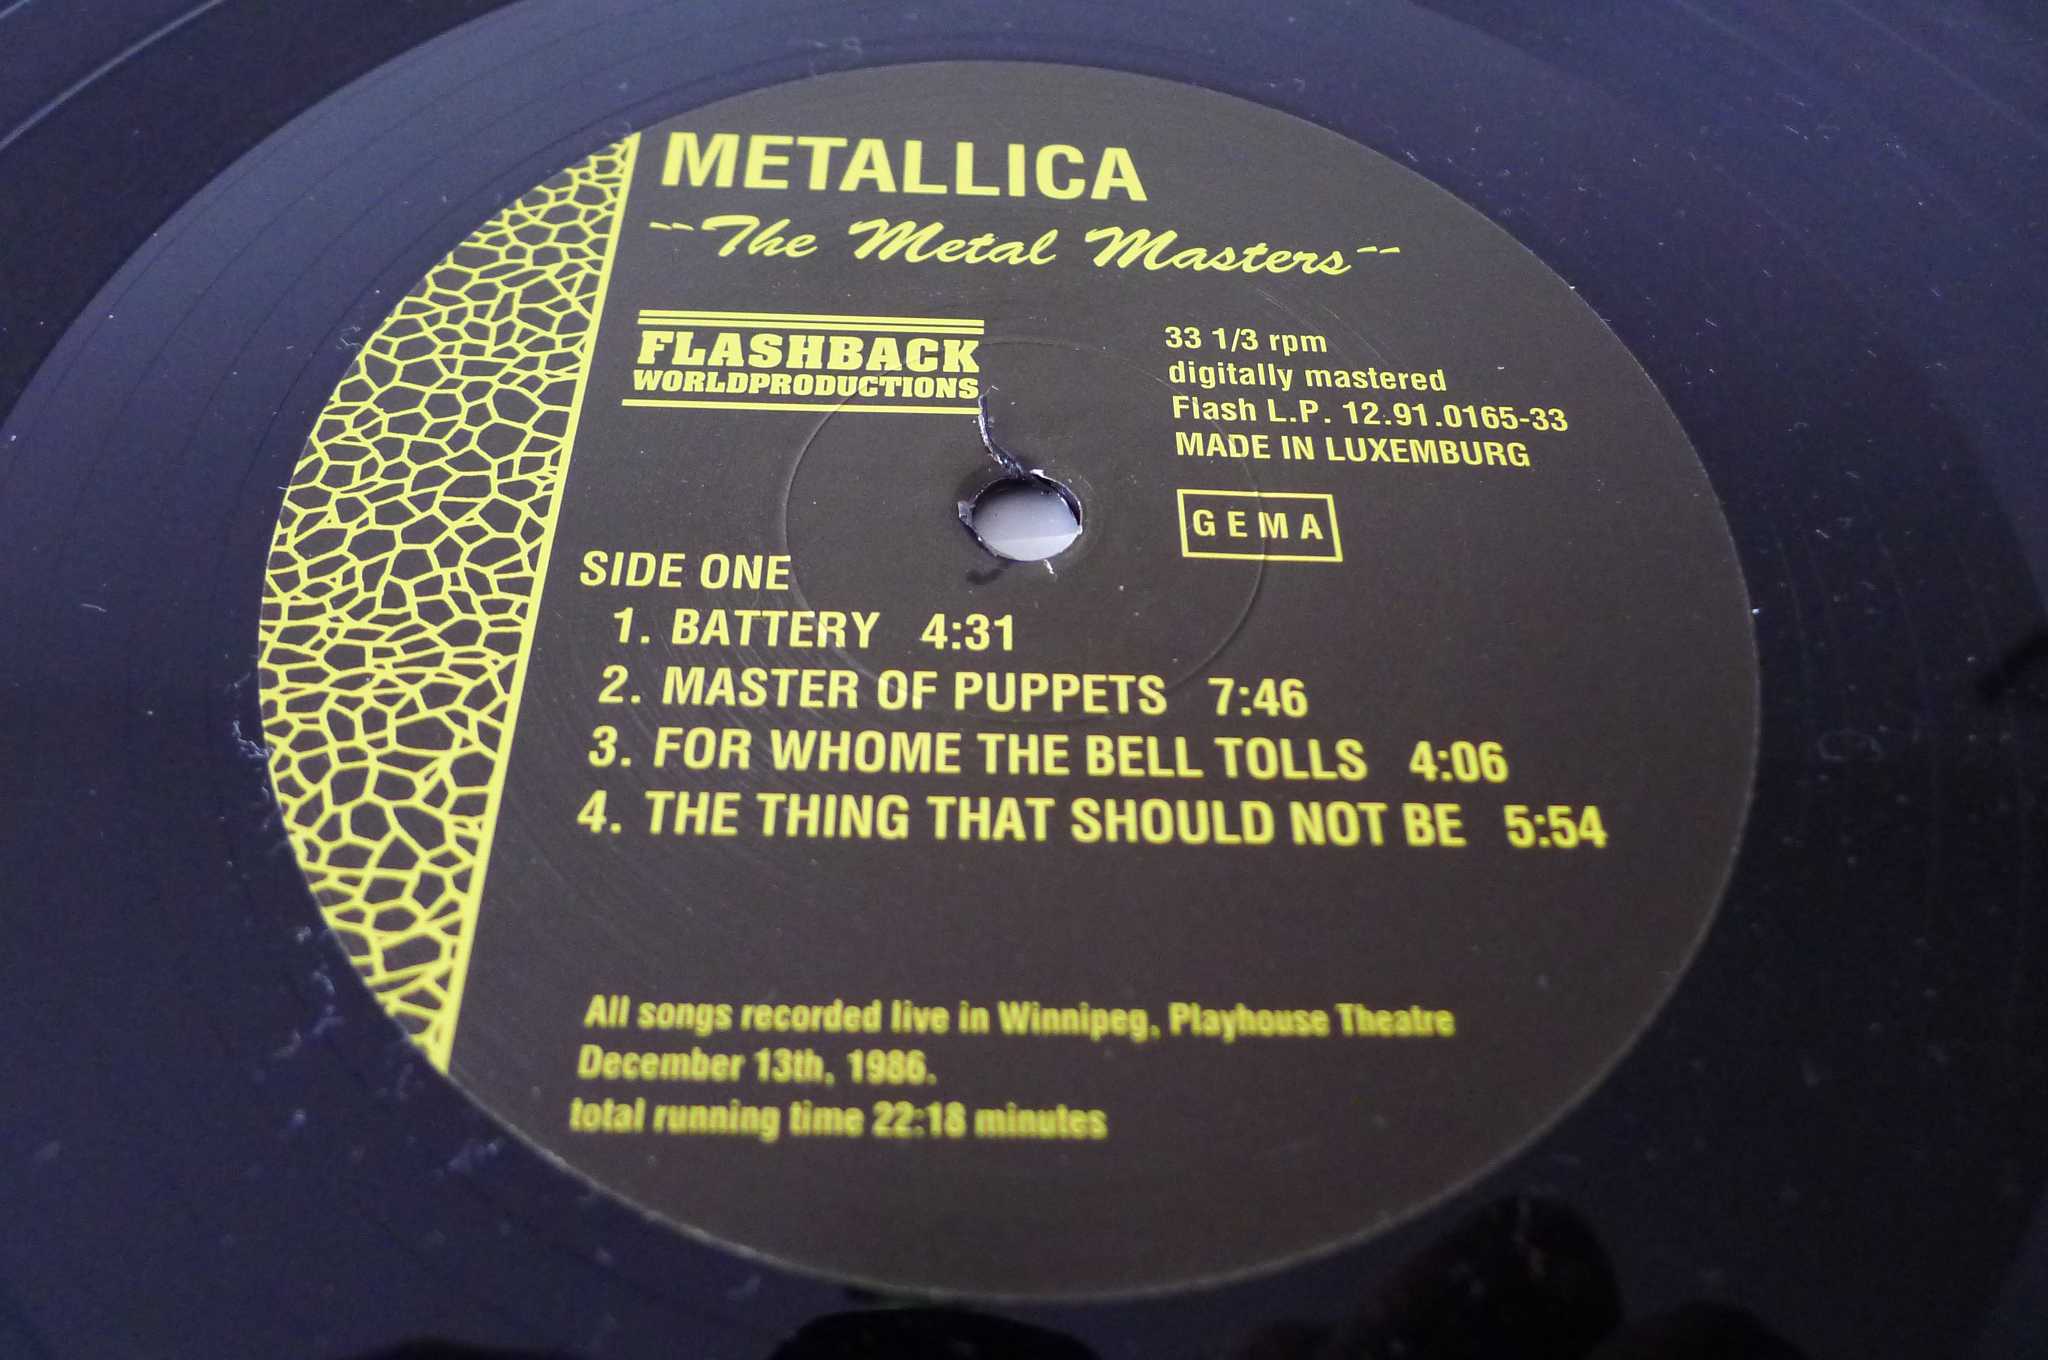 METALLICA
--The Metal Masters--
FLASHBACK
WORLDPRODUCTIONS
33 1/3 rpm
digitally mastered
Flash L.P. 12.91.0165-33
MADE IN LUXEMBURG
GEMA
SIDE ONE
1. BATTERY 4:31
2. MASTER OF PUPPETS 7:46
3. FOR WHOME THE BELL TOLLS 4:06
4. THE THING THAT SHOULD NOT BE 5:54
All songs recorded live in Winnipeg, Playhouse Theatre
December 13th, 1986.
total running time 22:18 minutes